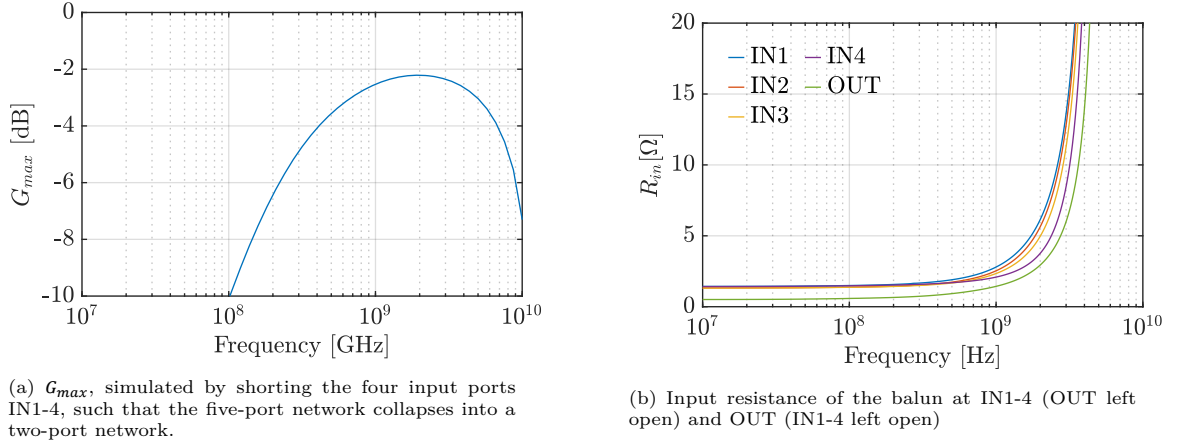 0
-2
-4
-6
-8
-10
G_max [dB]
10^7
10^8
10^9
10^10
Frequency [GHz]
(a) G_max, simulated by shorting the four input ports
IN1-4, such that the five-port network collapses into a
two-port network.
20
15
10
5
0
R_in[Ω]
IN1
IN2
IN3
IN4
OUT
10^7
10^8
10^9
10^10
Frequency [Hz]
(b) Input resistance of the balun at IN1-4 (OUT left
open) and OUT (IN1-4 left open)